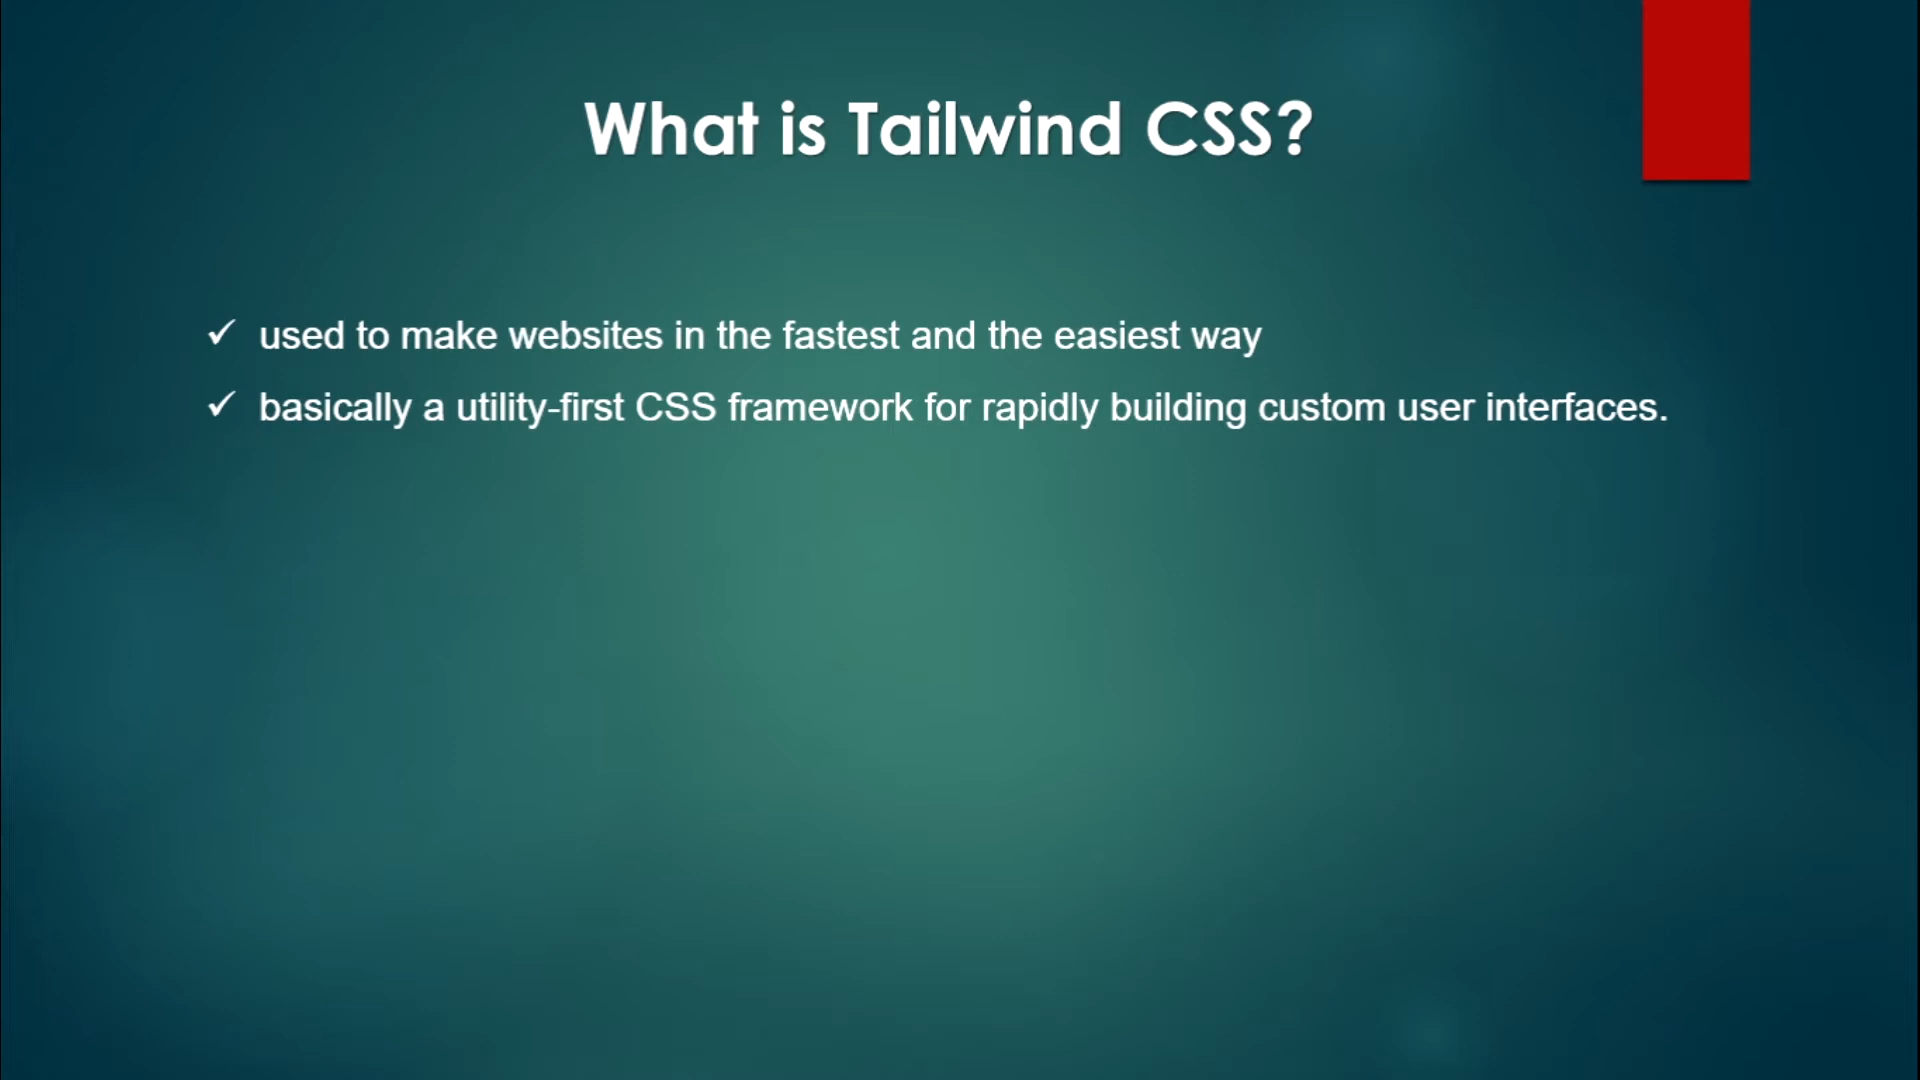 What is Tailwind CSS?
✓ used to make websites in the fastest and the easiest way
✓ basically a utility-first CSS framework for rapidly building custom user interfaces.